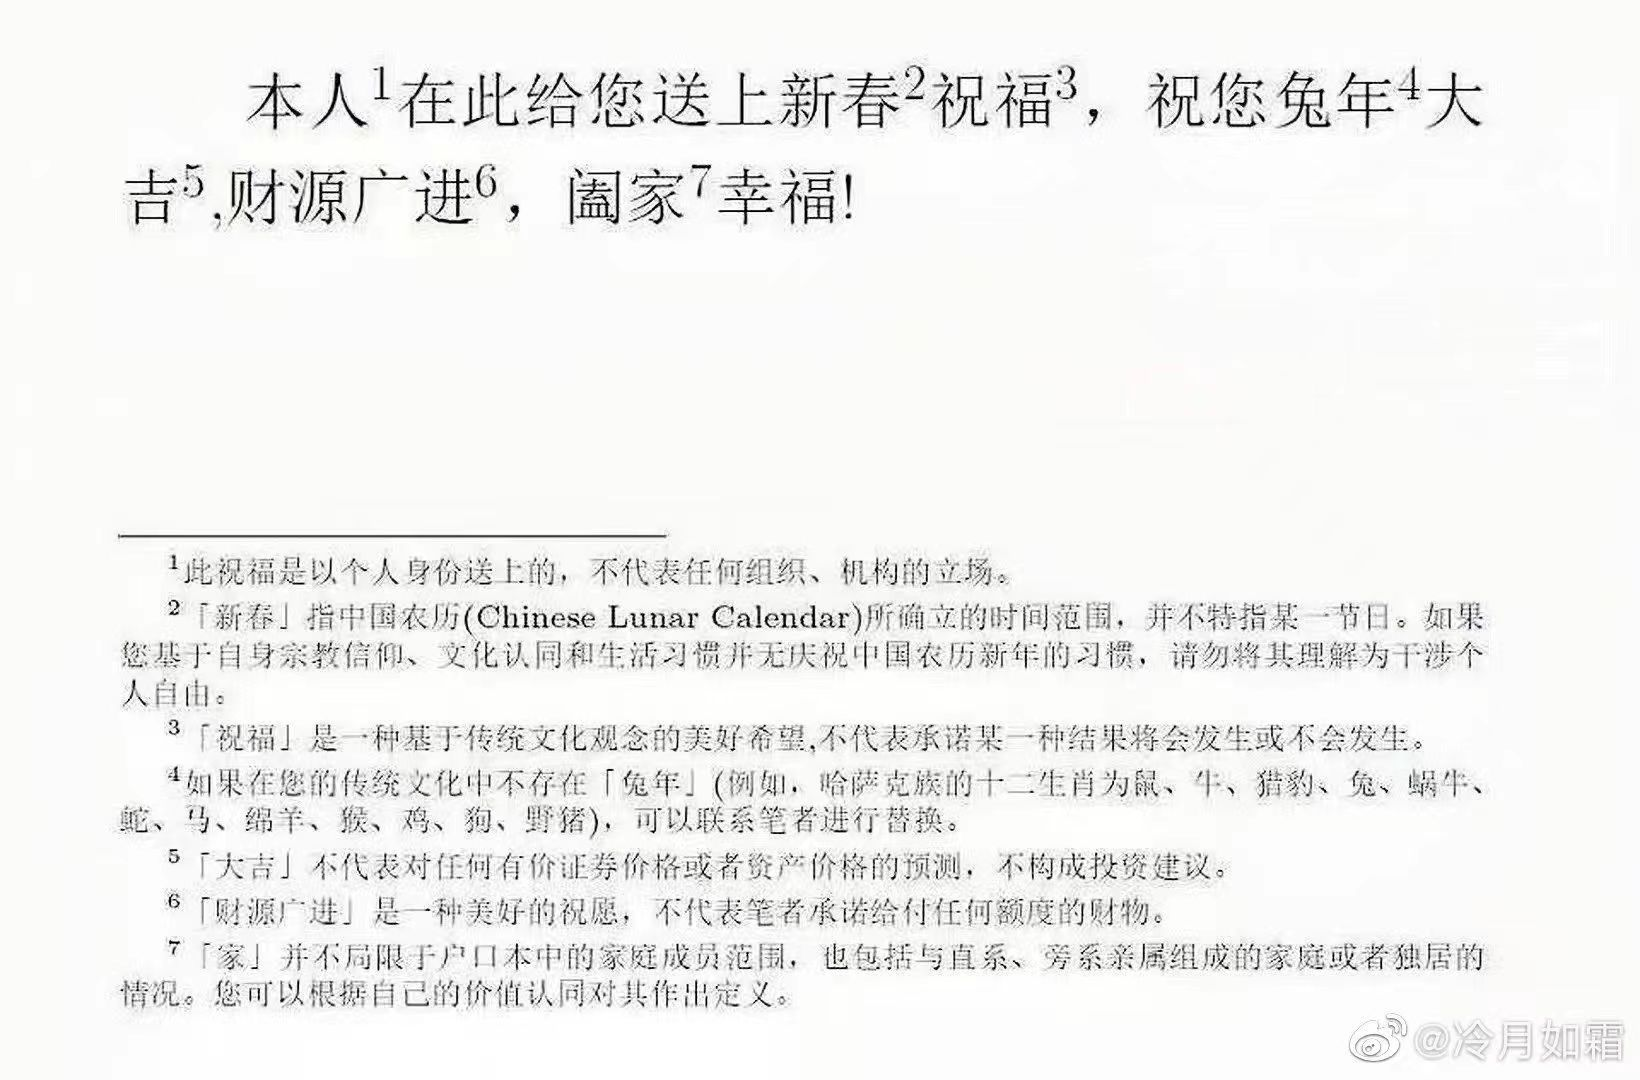 本人1在此给您送上新春2祝福3，祝您兔年4大
吉5,财源广进6，阖家7幸福!
1此祝福是以个人身份送上的，不代表任何组织、机构的立场。
2「新春」指中国农历(Chinese Lunar Calendar)所确立的时间范围，并不特指某一节日。如果
您基于自身宗教信仰、文化认同和生活习惯并无庆祝中国农历新年的习惯，请勿将其理解为干涉个
人自由。
3「祝福」是一种基于传统文化观念的美好希望,不代表承诺某一种结果将会发生或不会发生。
4如果在您的传统文化中不存在「兔年」(例如，哈萨克族的十二生肖为鼠、牛、猎豹、兔、蜗牛、
蛇、马、绵羊、猴、鸡、狗、野猪)，可以联系笔者进行替换。
5「大吉」不代表对任何有价证券价格或者资产价格的预测，不构成投资建议。
6「财源广进」是一种美好的祝愿，不代表笔者承诺给付任何额度的财物。
7「家」并不局限于户口本中的家庭成员范围，也包括与直系、旁系亲属组成的家庭或者独居的
情况。您可以根据自己的价值认同对其作出定义。
@冷月如霜